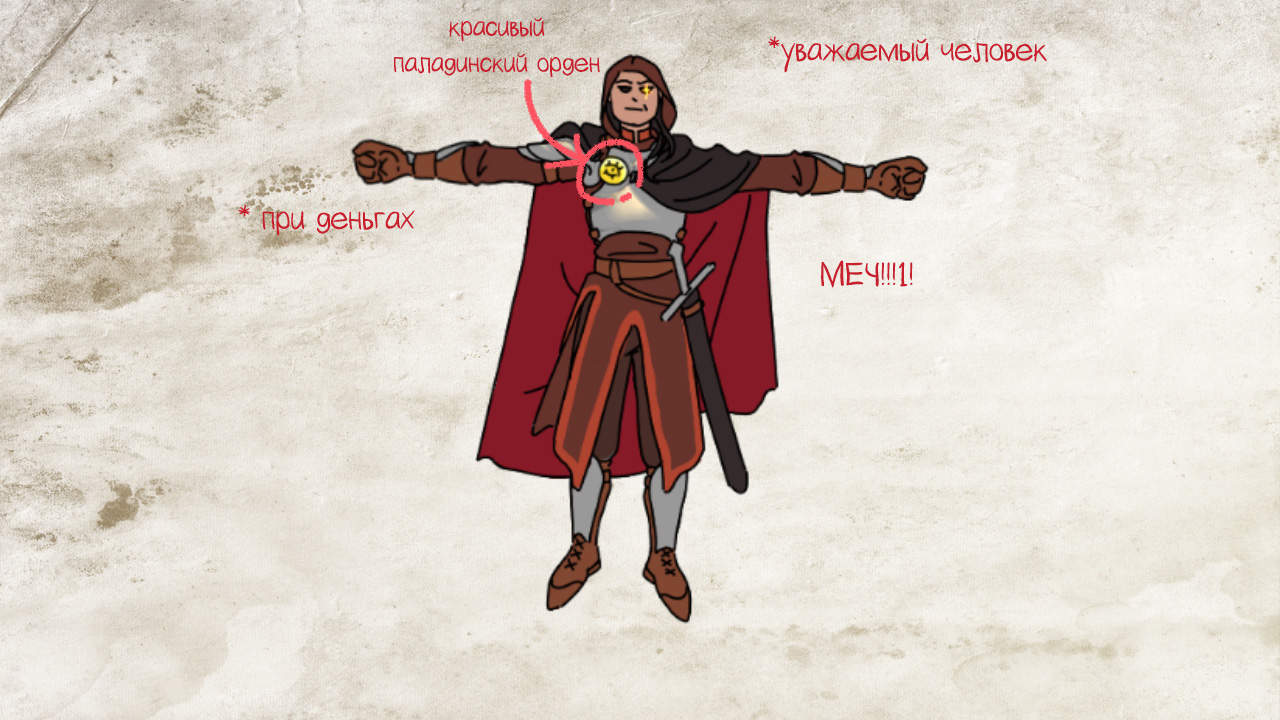 красивый
паладинский орден
*уважаемый человек
* при деньгах
МЕЧ!!!1!